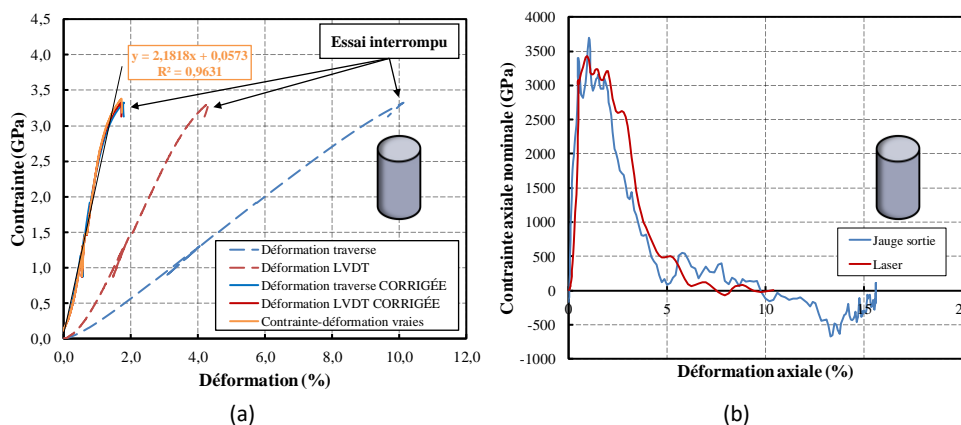 4,5
4,0
3,5
3,0
2,5
2,0
1,5
1,0
0,5
0,0
Contrainte (GPa)
y = 2,1818x + 0,0573
R² = 0,9631
Essai interrompu
Déformation traverse
Déformation LVDT
Déformation traverse CORRIGÉE
Déformation LVDT CORRIGÉE
Contrainte-déformation vraies
0,0 2,0 4,0 6,0 8,0 10,0 12,0
Déformation (%)
(a)
4000
3500
3000
2500
2000
1500
1000
500
0
-500
-1000
Contrainte axiale nominale (GPa)
Jauge sortie
Laser
0 5 10 15
Déformation axiale (%)
(b)